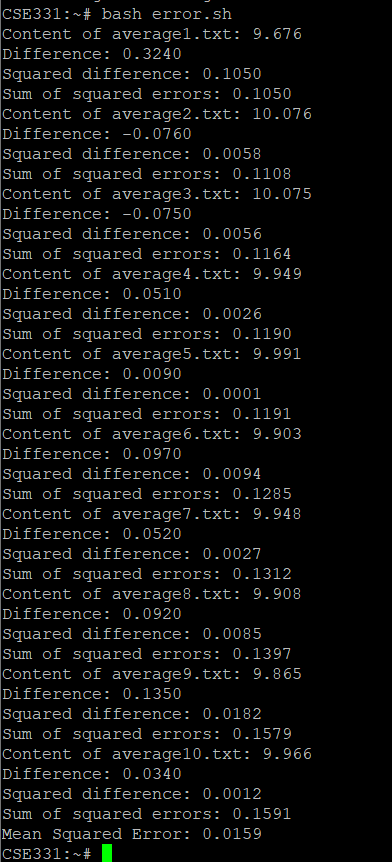 CSE331:~# bash error.sh
Content of average1.txt: 9.676
Difference: 0.3240
Squared difference: 0.1050
Sum of squared errors: 0.1050
Content of average2.txt: 10.076
Difference: -0.0760
Squared difference: 0.0058
Sum of squared errors: 0.1108
Content of average3.txt: 10.075
Difference: -0.0750
Squared difference: 0.0056
Sum of squared errors: 0.1164
Content of average4.txt: 9.949
Difference: 0.0510
Squared difference: 0.0026
Sum of squared errors: 0.1190
Content of average5.txt: 9.991
Difference: 0.0090
Squared difference: 0.0001
Sum of squared errors: 0.1191
Content of average6.txt: 9.903
Difference: 0.0970
Squared difference: 0.0094
Sum of squared errors: 0.1285
Content of average7.txt: 9.948
Difference: 0.0520
Squared difference: 0.0027
Sum of squared errors: 0.1312
Content of average8.txt: 9.908
Difference: 0.0920
Squared difference: 0.0085
Sum of squared errors: 0.1397
Content of average9.txt: 9.865
Difference: 0.1350
Squared difference: 0.0182
Sum of squared errors: 0.1579
Content of average10.txt: 9.966
Difference: 0.0340
Squared difference: 0.0012
Sum of squared errors: 0.1591
Mean Squared Error: 0.0159
CSE331:~#